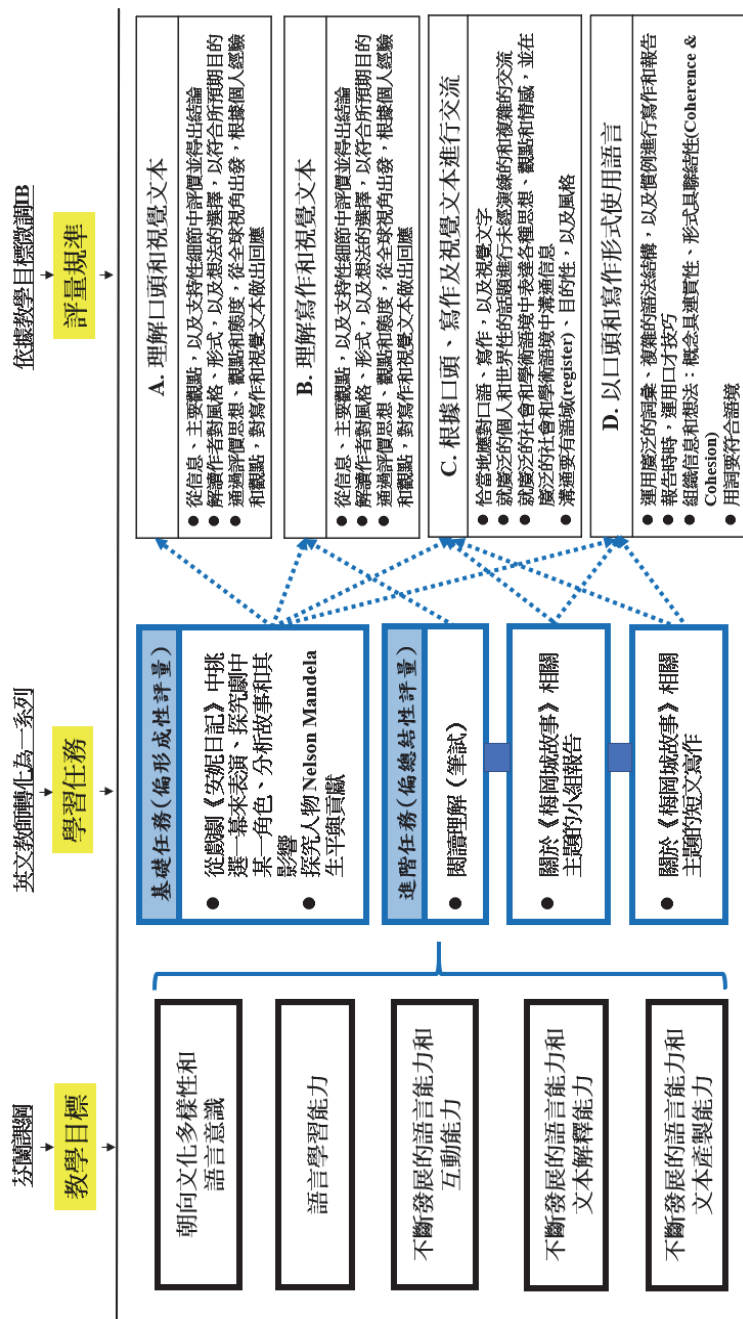 芬蘭課綱
教學目標
朝向文化多樣性和
語言意識
語言學習能力
不斷發展的語言能力和
互動能力
不斷發展的語言能力和
文本解釋能力
不斷發展的語言能力和
文本產製能力
英文教師轉化為一系列
學習任務
基礎任務(偏形成性評量)
● 從戲劇《安妮日記》中挑
選一幕來表演、探究劇中
某一角色、分析故事和其
影響
● 探究人物 Nelson Mandela
生平與貢獻
進階任務(偏總結性評量)
● 閱讀理解（筆試）
● 關於《梅岡城故事》相關
主題的小組報告
● 關於《梅岡城故事》相關
主題的短文寫作
依據教學目標微調IB
評量規準
A. 理解口頭和視覺文本
● 從信息、主要觀點，以及支持性細節中評價並得出結論
● 解讀作者對風格、形式，以及想法的選擇，以符合所預期目的
● 通過評價思想、觀點和態度，從全球視角出發，根據個人經驗
和觀點，對寫作和視覺文本做出回應
B. 理解寫作和視覺文本
● 從信息、主要觀點，以及支持性細節中評價並得出結論
● 解讀作者對風格、形式，以及想法的選擇，以符合所預期目的
● 通過評價思想、觀點和態度，從全球視角出發，根據個人經驗
和觀點，對寫作和視覺文本做出回應
C. 根據口頭、寫作及視覺文本進行交流
● 恰當地應對口語、寫作，以及視覺文字
● 就廣泛的個人和世界性的話題進行未經演練的和複雜的交流
● 就廣泛的社會和學術語境中表達各種思想、觀點和情感，並在
廣泛的社會和學術語境中溝通信息
● 溝通要有語域(register)、目的性，以及風格
D. 以口頭和寫作形式使用語言
● 運用廣泛的詞彙、複雜的語法結構，以及慣例進行寫作和報告
● 報告時時，運用口才技巧
● 組織信息和想法：概念具連貫性、形式具聯結性(Coherence &
Cohesion)
● 用詞要符合語境